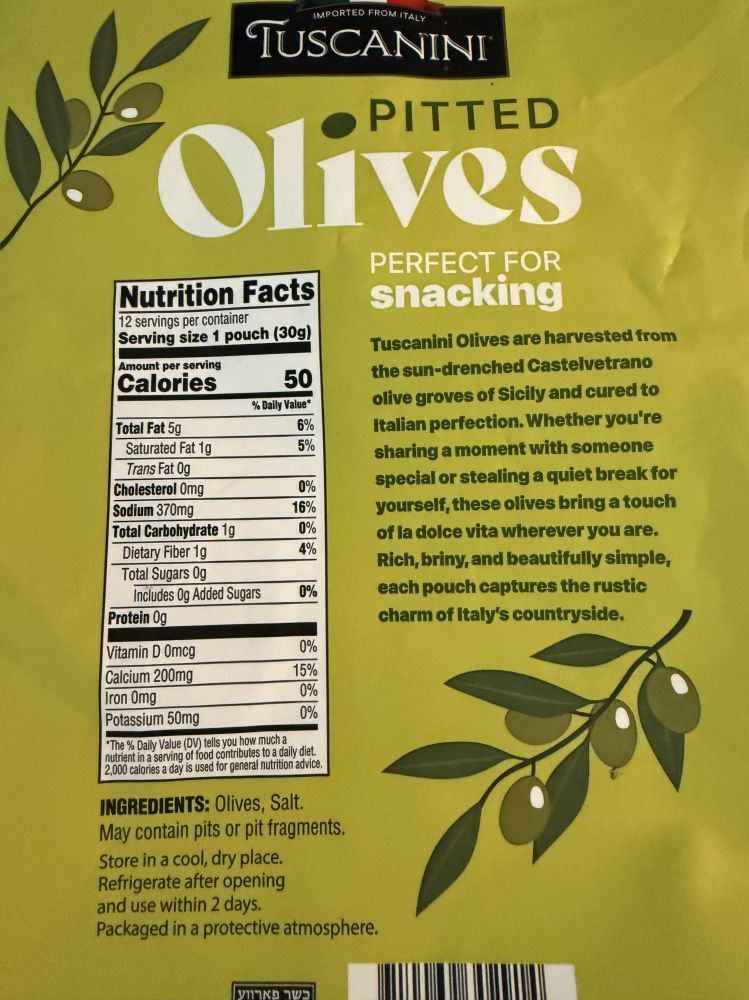 IMPORTED FROM ITALY
TUSCANINI
PITTED
Olives
PERFECT FOR
snacking
Tuscanini Olives are harvested from
the sun-drenched Castelvetrano
olive groves of Sicily and cured to
Italian perfection. Whether you're
sharing a moment with someone
special or stealing a quiet break for
yourself, these olives bring a touch
of la dolce vita wherever you are.
Rich, briny, and beautifully simple,
each pouch captures the rustic
charm of Italy's countryside.
Nutrition Facts
12 servings per container
Serving size 1 pouch (30g)
Amount per serving
Calories 50
% Daily Value*
Total Fat 5g 6%
Saturated Fat 1g 5%
Trans Fat 0g
Cholesterol 0mg 0%
Sodium 370mg 16%
Total Carbohydrate 1g 0%
Dietary Fiber 1g 4%
Total Sugars 0g
Includes 0g Added Sugars 0%
Protein 0g
Vitamin D 0mcg 0%
Calcium 200mg 15%
Iron 0mg 0%
Potassium 50mg 0%
*The % Daily Value (DV) tells you how much a
nutrient in a serving of food contributes to a daily diet.
2,000 calories a day is used for general nutrition advice.
INGREDIENTS: Olives, Salt.
May contain pits or pit fragments.
Store in a cool, dry place.
Refrigerate after opening
and use within 2 days.
Packaged in a protective atmosphere.
כשר פארווע